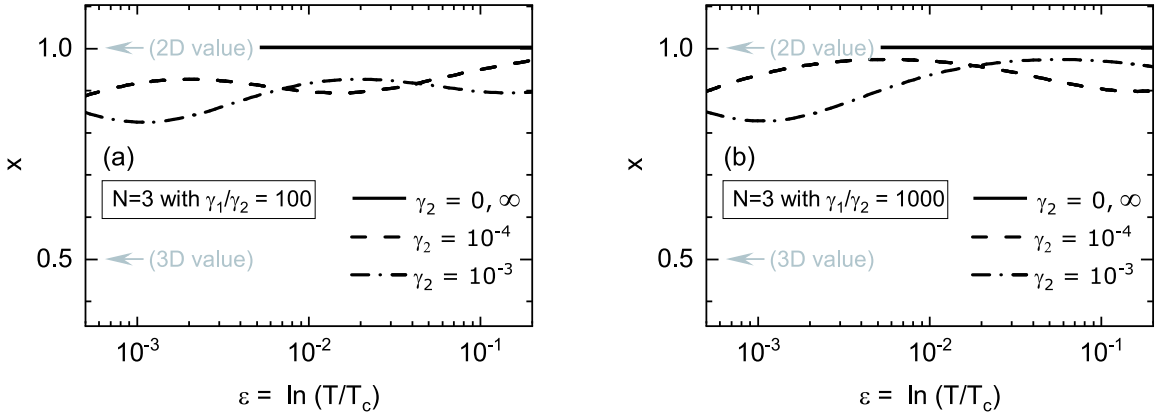 1.0
0.5
x
(2D value)
(a)
N=3 with γ₁/γ₂ = 100
γ₂ = 0, ∞
γ₂ = 10⁻⁴
γ₂ = 10⁻³
(3D value)
10⁻³
10⁻²
10⁻¹
ε = ln (T/T_c)
1.0
0.5
x
(2D value)
(b)
N=3 with γ₁/γ₂ = 1000
γ₂ = 0, ∞
γ₂ = 10⁻⁴
γ₂ = 10⁻³
(3D value)
10⁻³
10⁻²
10⁻¹
ε = ln (T/T_c)